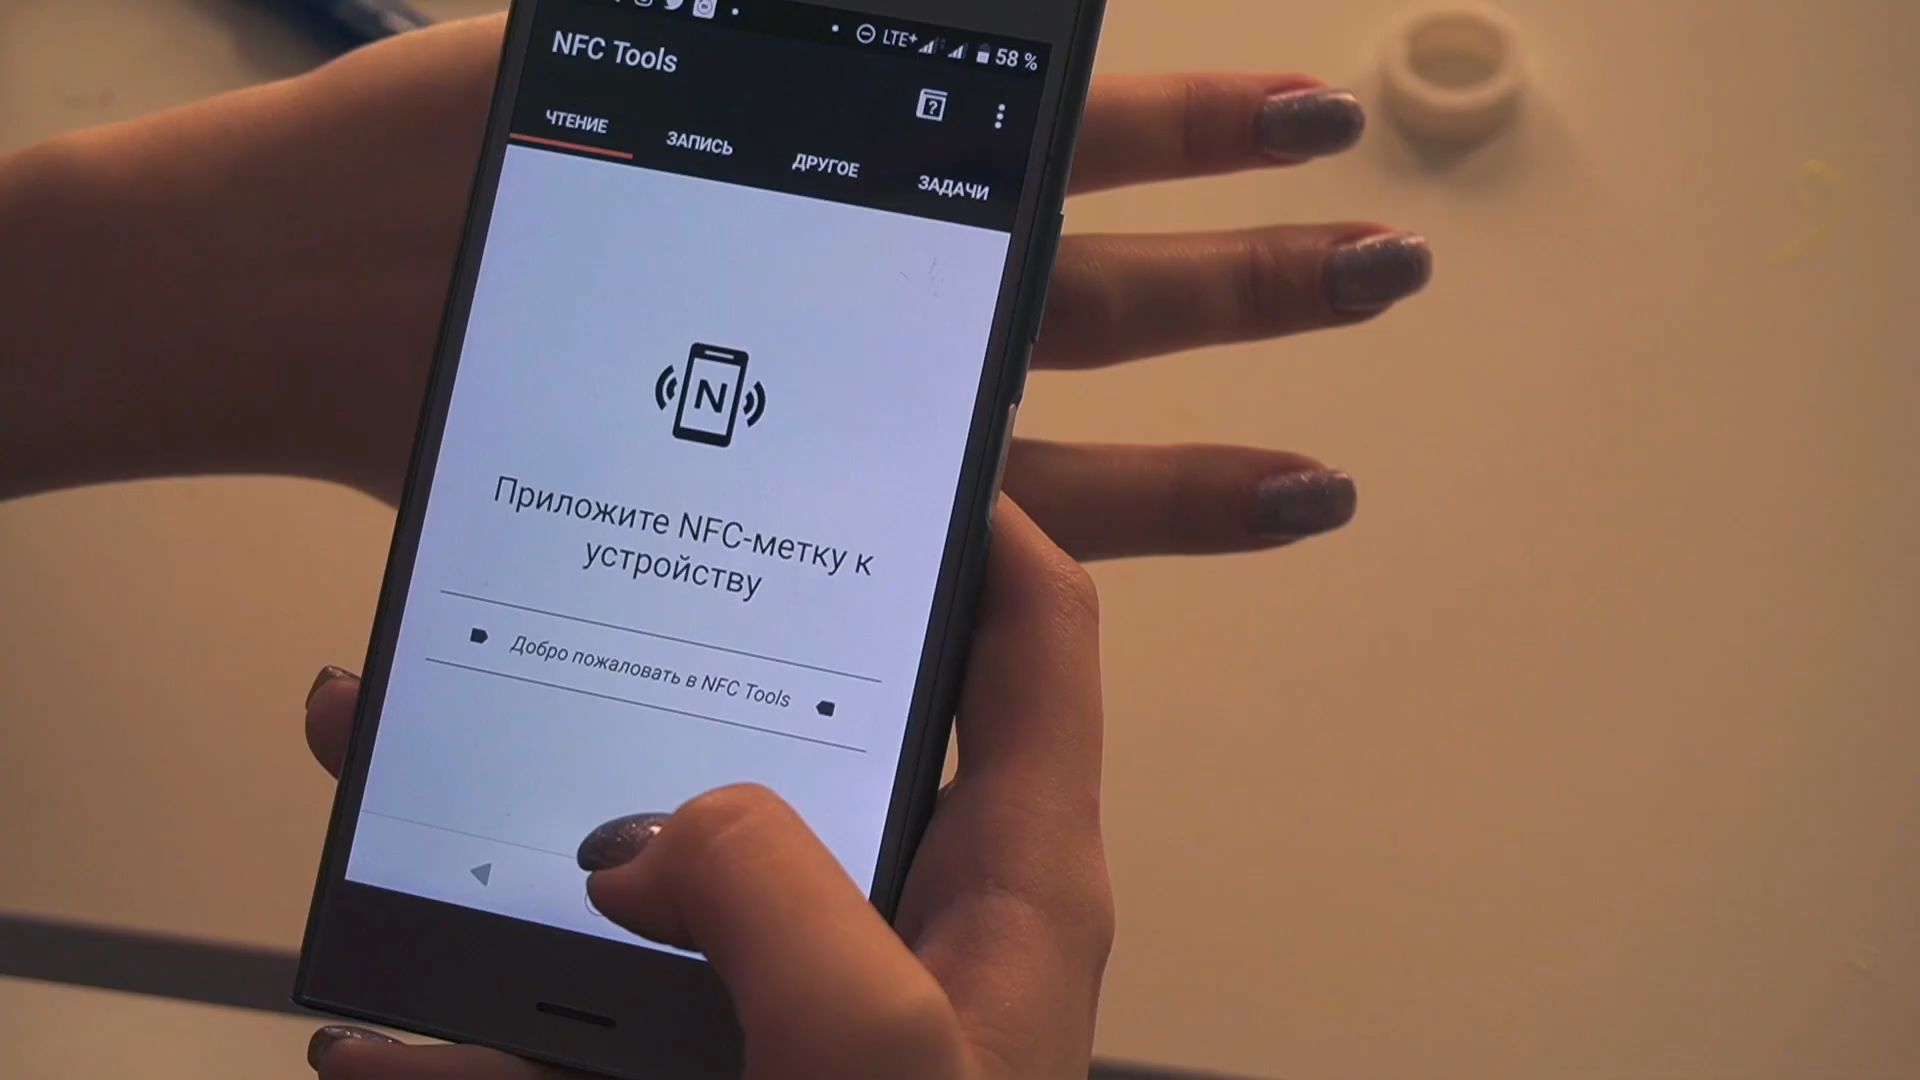 LTE+ 58 %
NFC Tools
ЧТЕНИЕ ЗАПИСЬ ДРУГОЕ ЗАДАЧИ
N
Приложите NFC-метку к
устройству
Добро пожаловать в NFC Tools